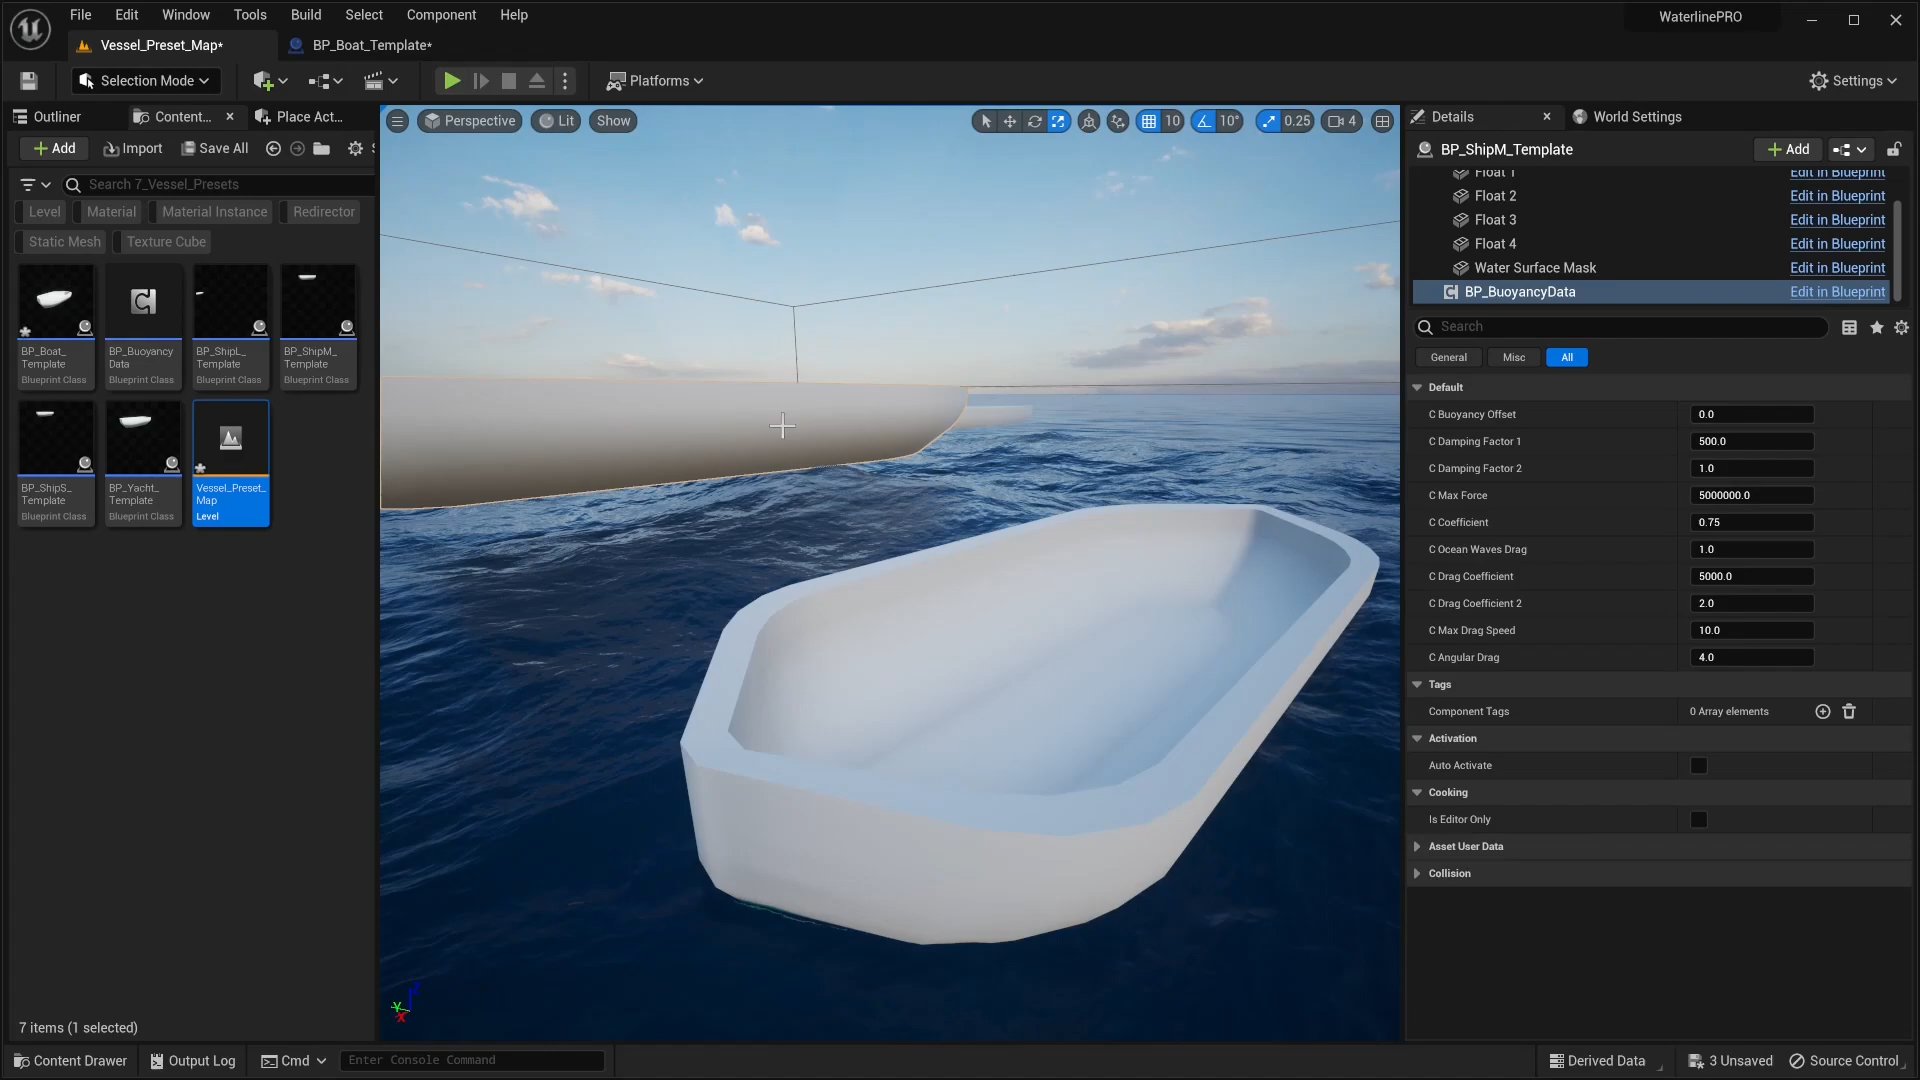 File Edit Window Tools Build Select Component Help
WaterlinePRO
Vessel_Preset_Map*
BP_Boat_Template*
Selection Mode
Platforms
Settings
Outliner
Content...
Place Act...
Add
Import
Save All
Search 7_Vessel_Presets
Level
Material
Material Instance
Redirector
Static Mesh
Texture Cube
BP_Boat_
Template
Blueprint Class
BP_Buoyancy
Data
Blueprint Class
BP_ShipL_
Template
Blueprint Class
BP_ShipM_
Template
Blueprint Class
BP_ShipS_
Template
Blueprint Class
BP_Yacht_
Template
Blueprint Class
Vessel_Preset_
Map
Level
7 items (1 selected)
Perspective
Lit
Show
10
10°
0.25
4
Z
Y
X
Details
World Settings
BP_ShipM_Template
Add
Float 1 Edit in Blueprint
Float 2 Edit in Blueprint
Float 3 Edit in Blueprint
Float 4 Edit in Blueprint
Water Surface Mask Edit in Blueprint
BP_BuoyancyData Edit in Blueprint
Search
General
Misc
All
Default
C Buoyancy Offset 0.0
C Damping Factor 1 500.0
C Damping Factor 2 1.0
C Max Force 5000000.0
C Coefficient 0.75
C Ocean Waves Drag 1.0
C Drag Coefficient 5000.0
C Drag Coefficient 2 2.0
C Max Drag Speed 10.0
C Angular Drag 4.0
Tags
Component Tags 0 Array elements
Activation
Auto Activate
Cooking
Is Editor Only
Asset User Data
Collision
Content Drawer
Output Log
Cmd
Enter Console Command
Derived Data
3 Unsaved
Source Control